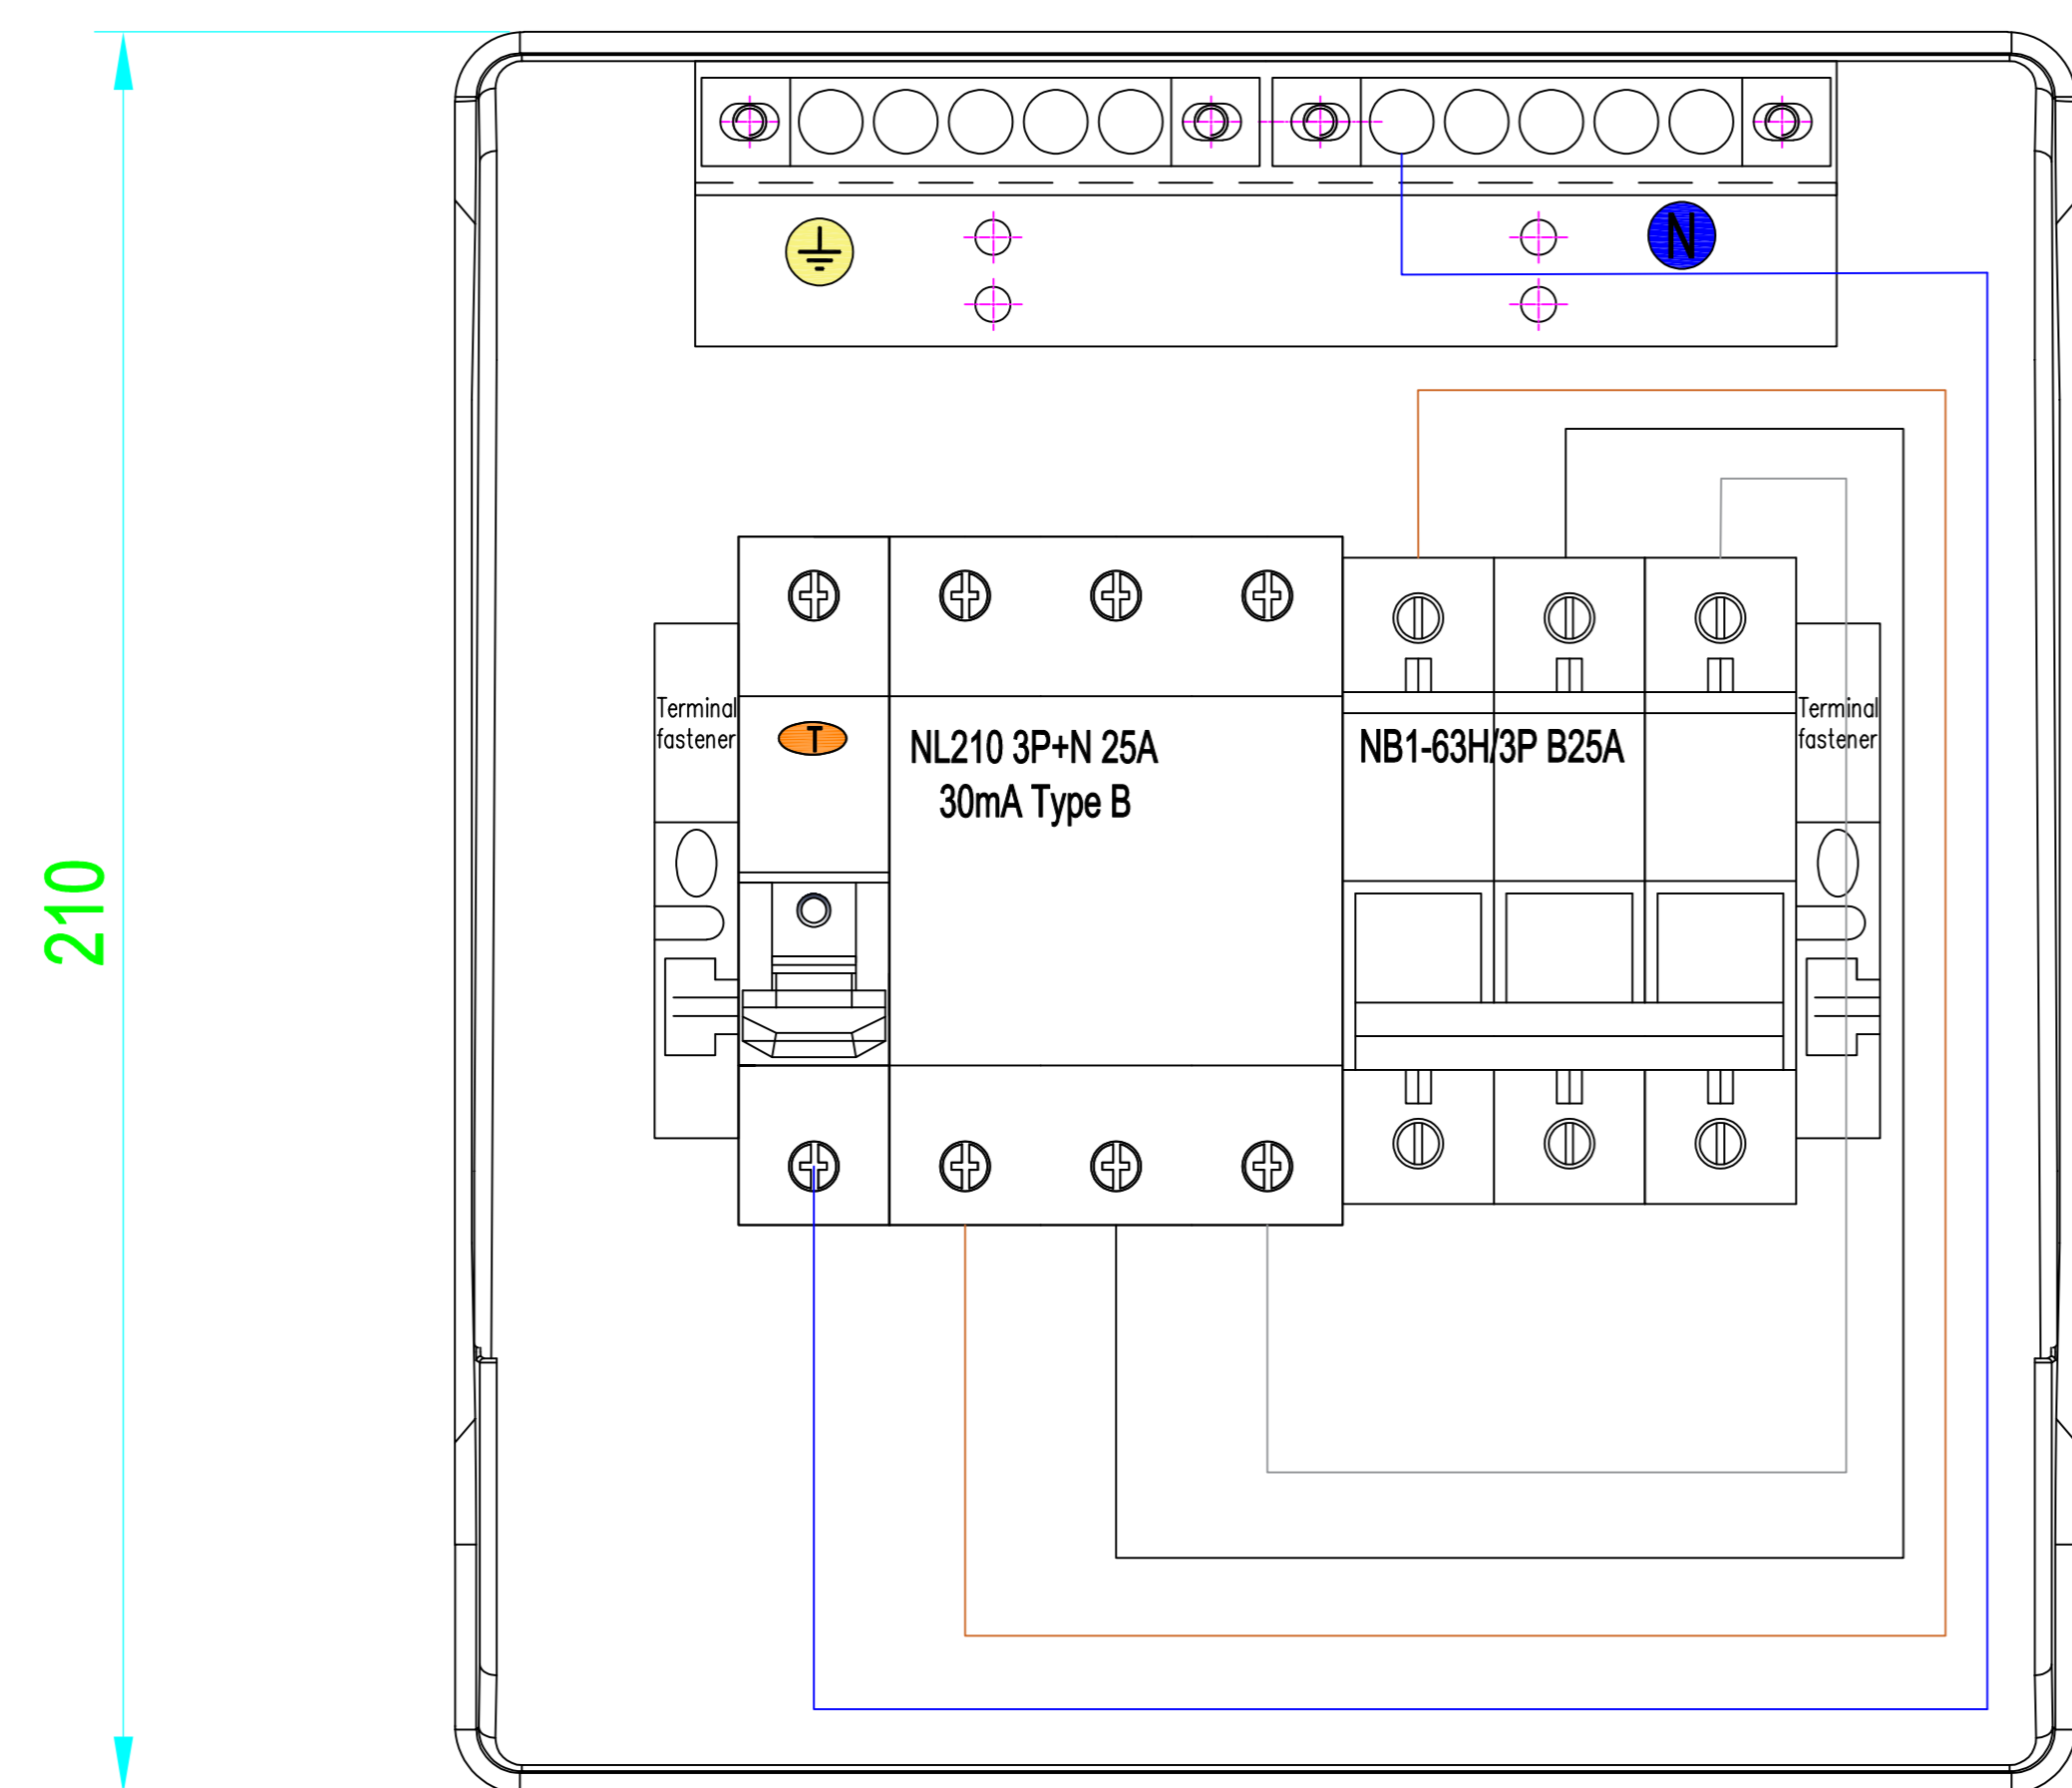 N
Terminal
fastener
T
NL210 3P+N 25A
30mA Type B
NB1-63H/3P B25A
Terminal
fastener
210